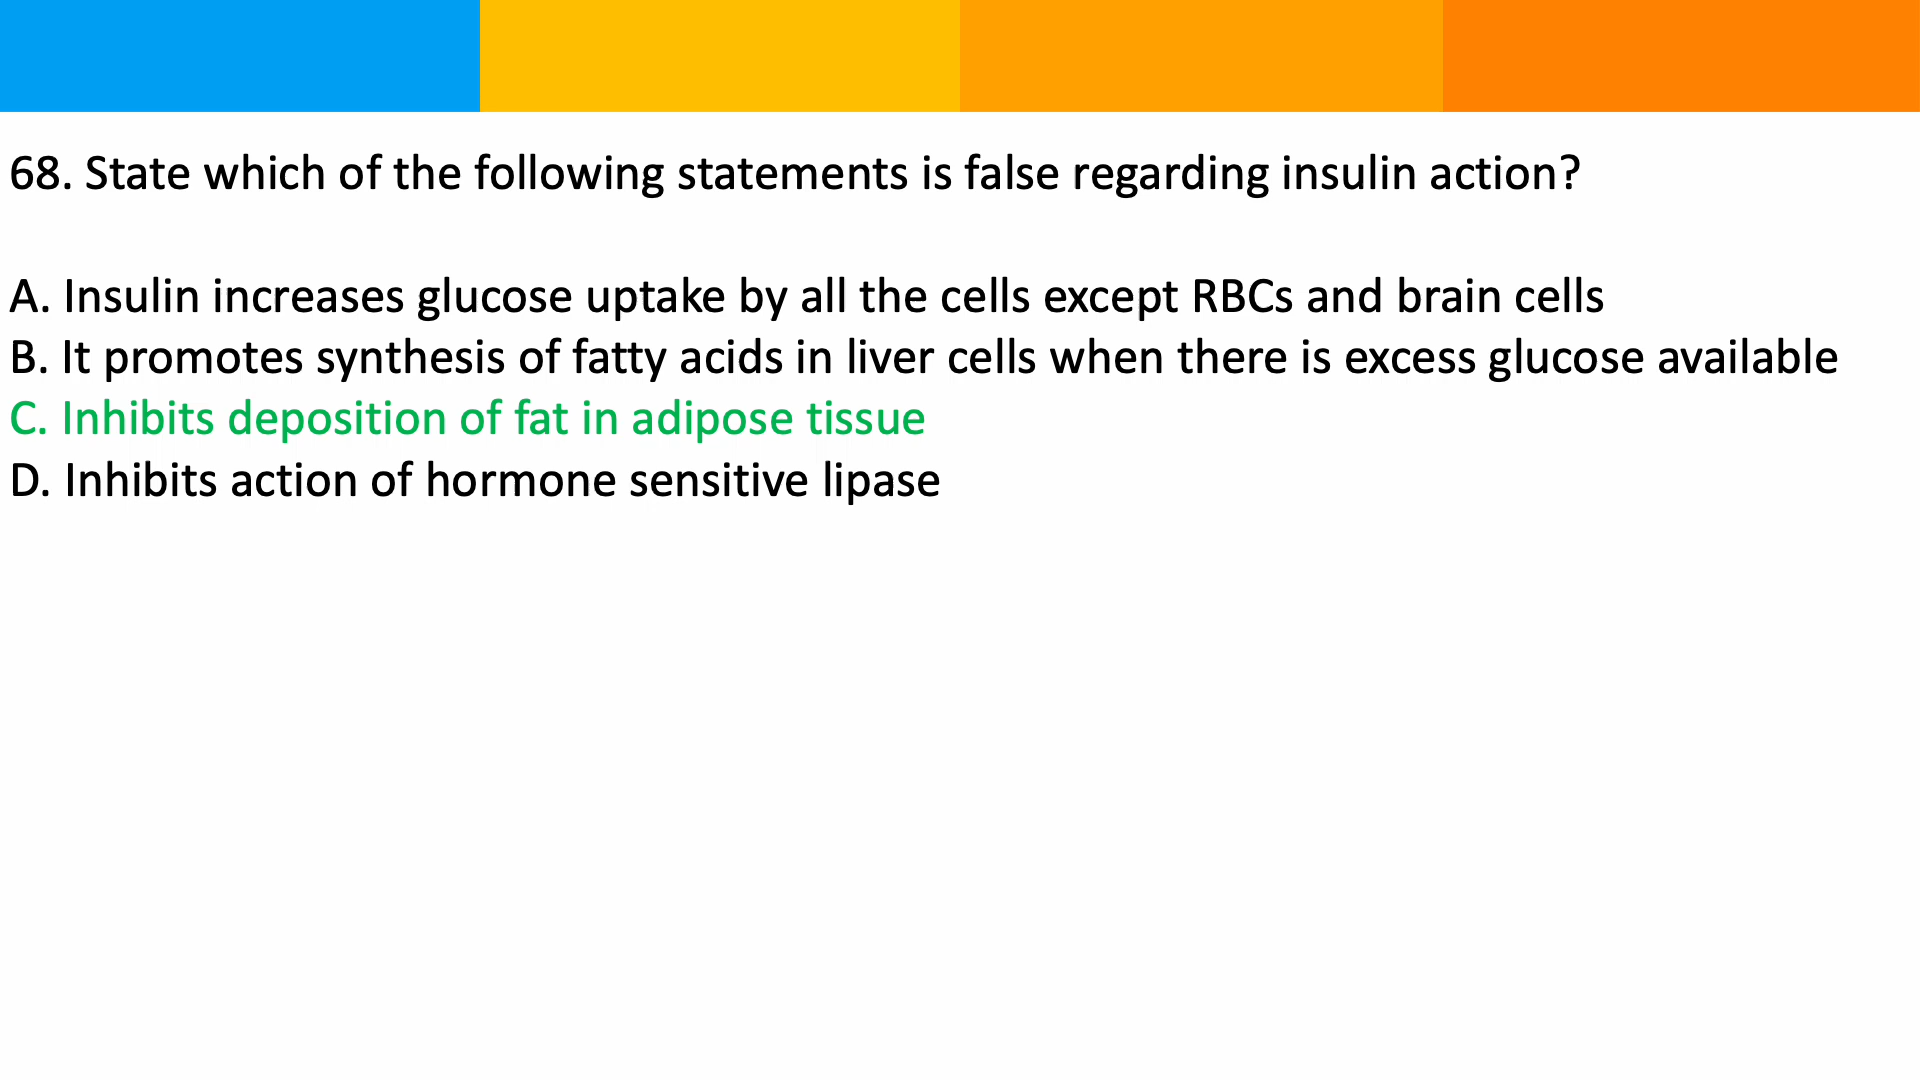 68. State which of the following statements is false regarding insulin action?
A. Insulin increases glucose uptake by all the cells except RBCs and brain cells
B. It promotes synthesis of fatty acids in liver cells when there is excess glucose available
C. Inhibits deposition of fat in adipose tissue
D. Inhibits action of hormone sensitive lipase